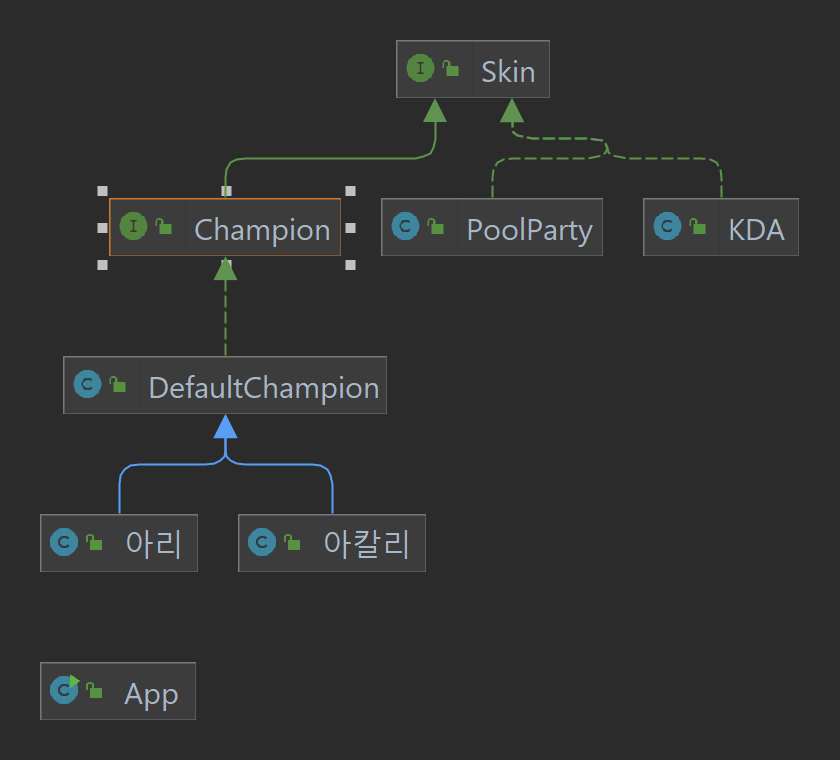 I Skin
I Champion
C PoolParty
C KDA
C DefaultChampion
C 아리
C 아칼리
C App